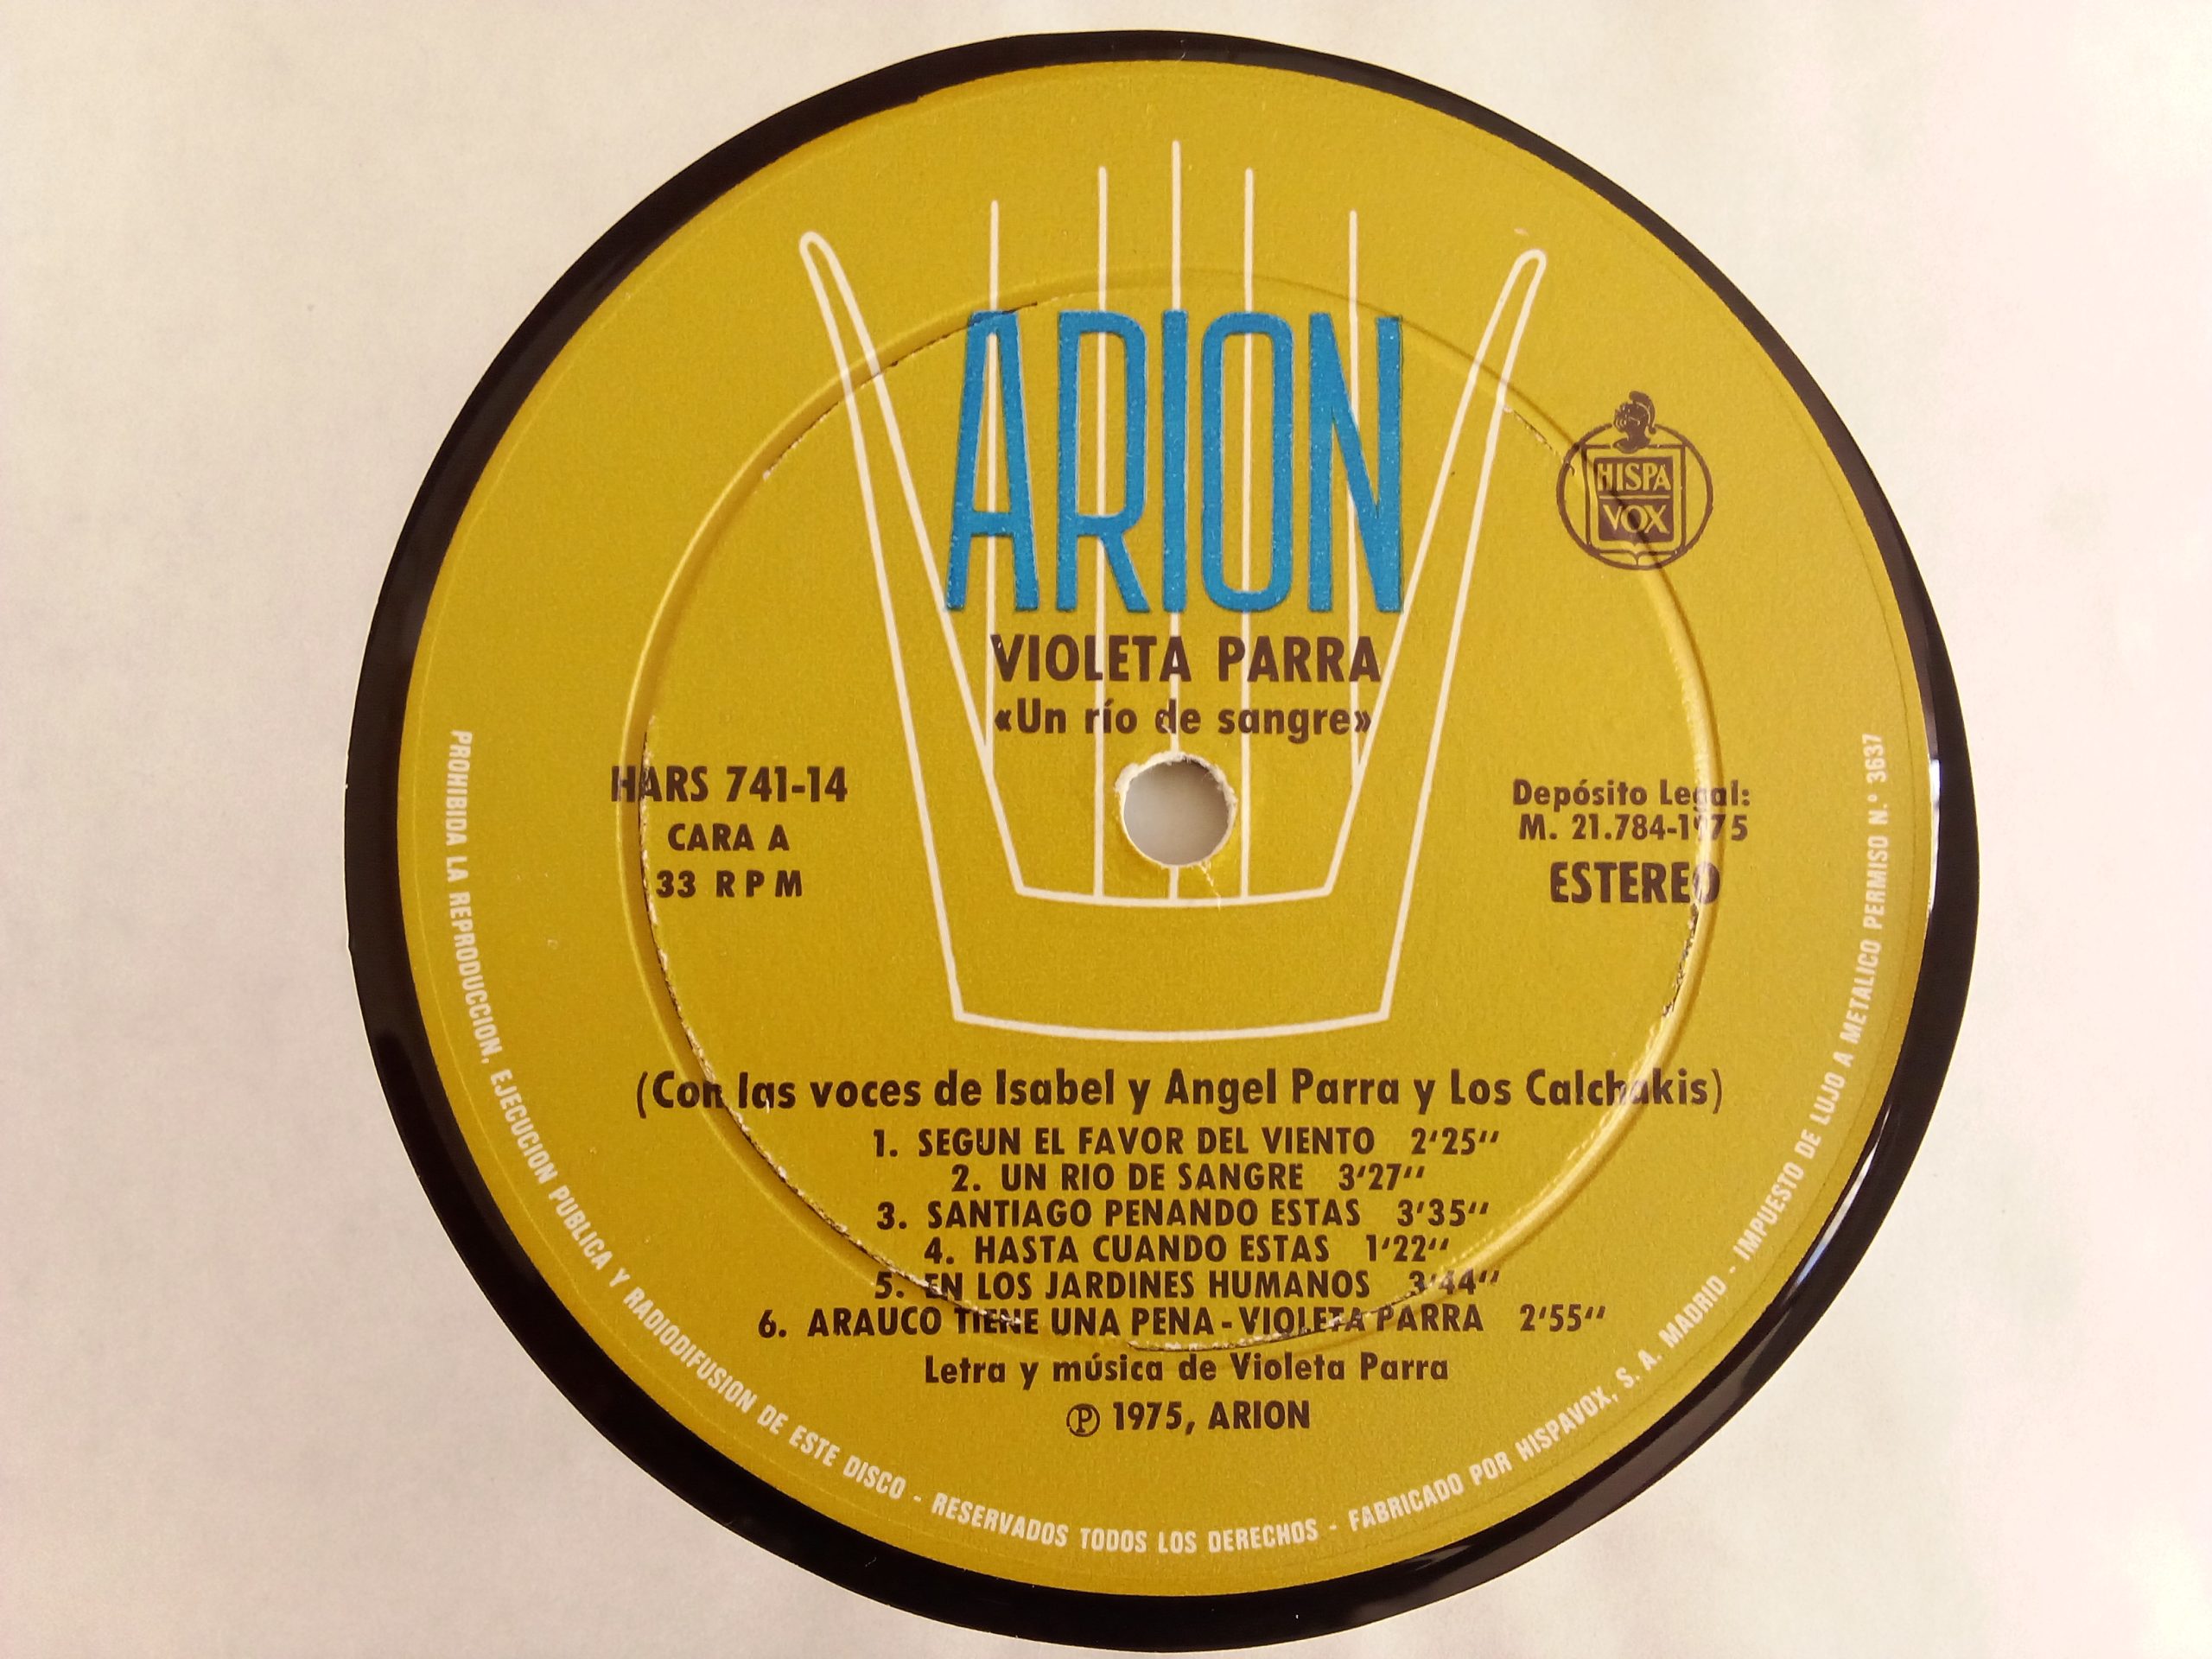 ARION
HISPA
VOX
VIOLETA PARRA
«Un río de sangre»
HARS 741-14
CARA A
33 RPM
Depósito Legal:
M. 21.784-1975
ESTEREO
(Con las voces de Isabel y Angel Parra y Los Calchakis)
1. SEGUN EL FAVOR DEL VIENTO 2'25''
2. UN RIO DE SANGRE 3'27''
3. SANTIAGO PENANDO ESTAS 3'35''
4. HASTA CUANDO ESTAS 1'22''
5. EN LOS JARDINES HUMANOS 3'44''
6. ARAUCO TIENE UNA PENA - VIOLETA PARRA 2'55''
Letra y música de Violeta Parra
℗ 1975, ARION
PROHIBIDA LA REPRODUCCION, EJECUCION PUBLICA Y RADIODIFUSION DE ESTE DISCO - RESERVADOS TODOS LOS DERECHOS - FABRICADO POR HISPAVOX, S. A. MADRID - IMPUESTO DE LUJO A METALICO PERMISO N.º 3637